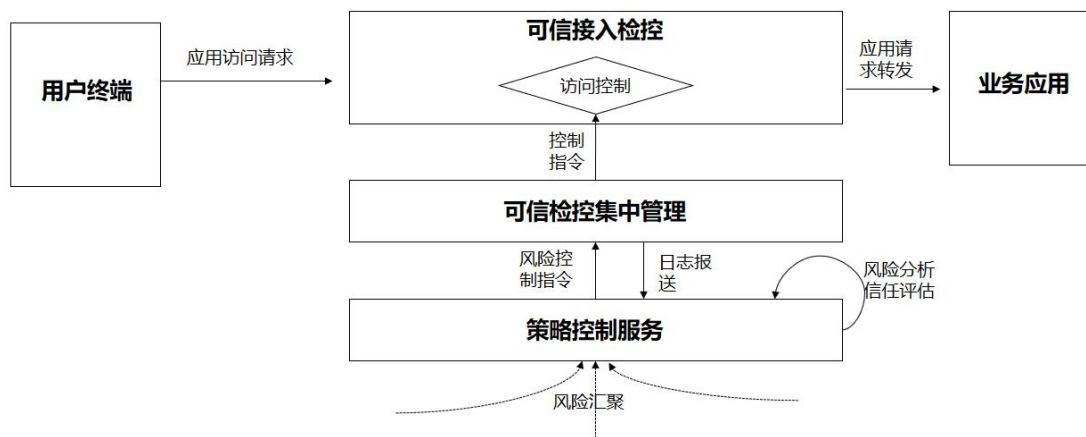 可信接入检控
应用访问请求
应用请
求转发
用户终端
访问控制
业务应用
控制
指令
可信检控集中管理
风险控
制指令
日志报
送
风险分析
信任评估
策略控制服务
风险汇聚